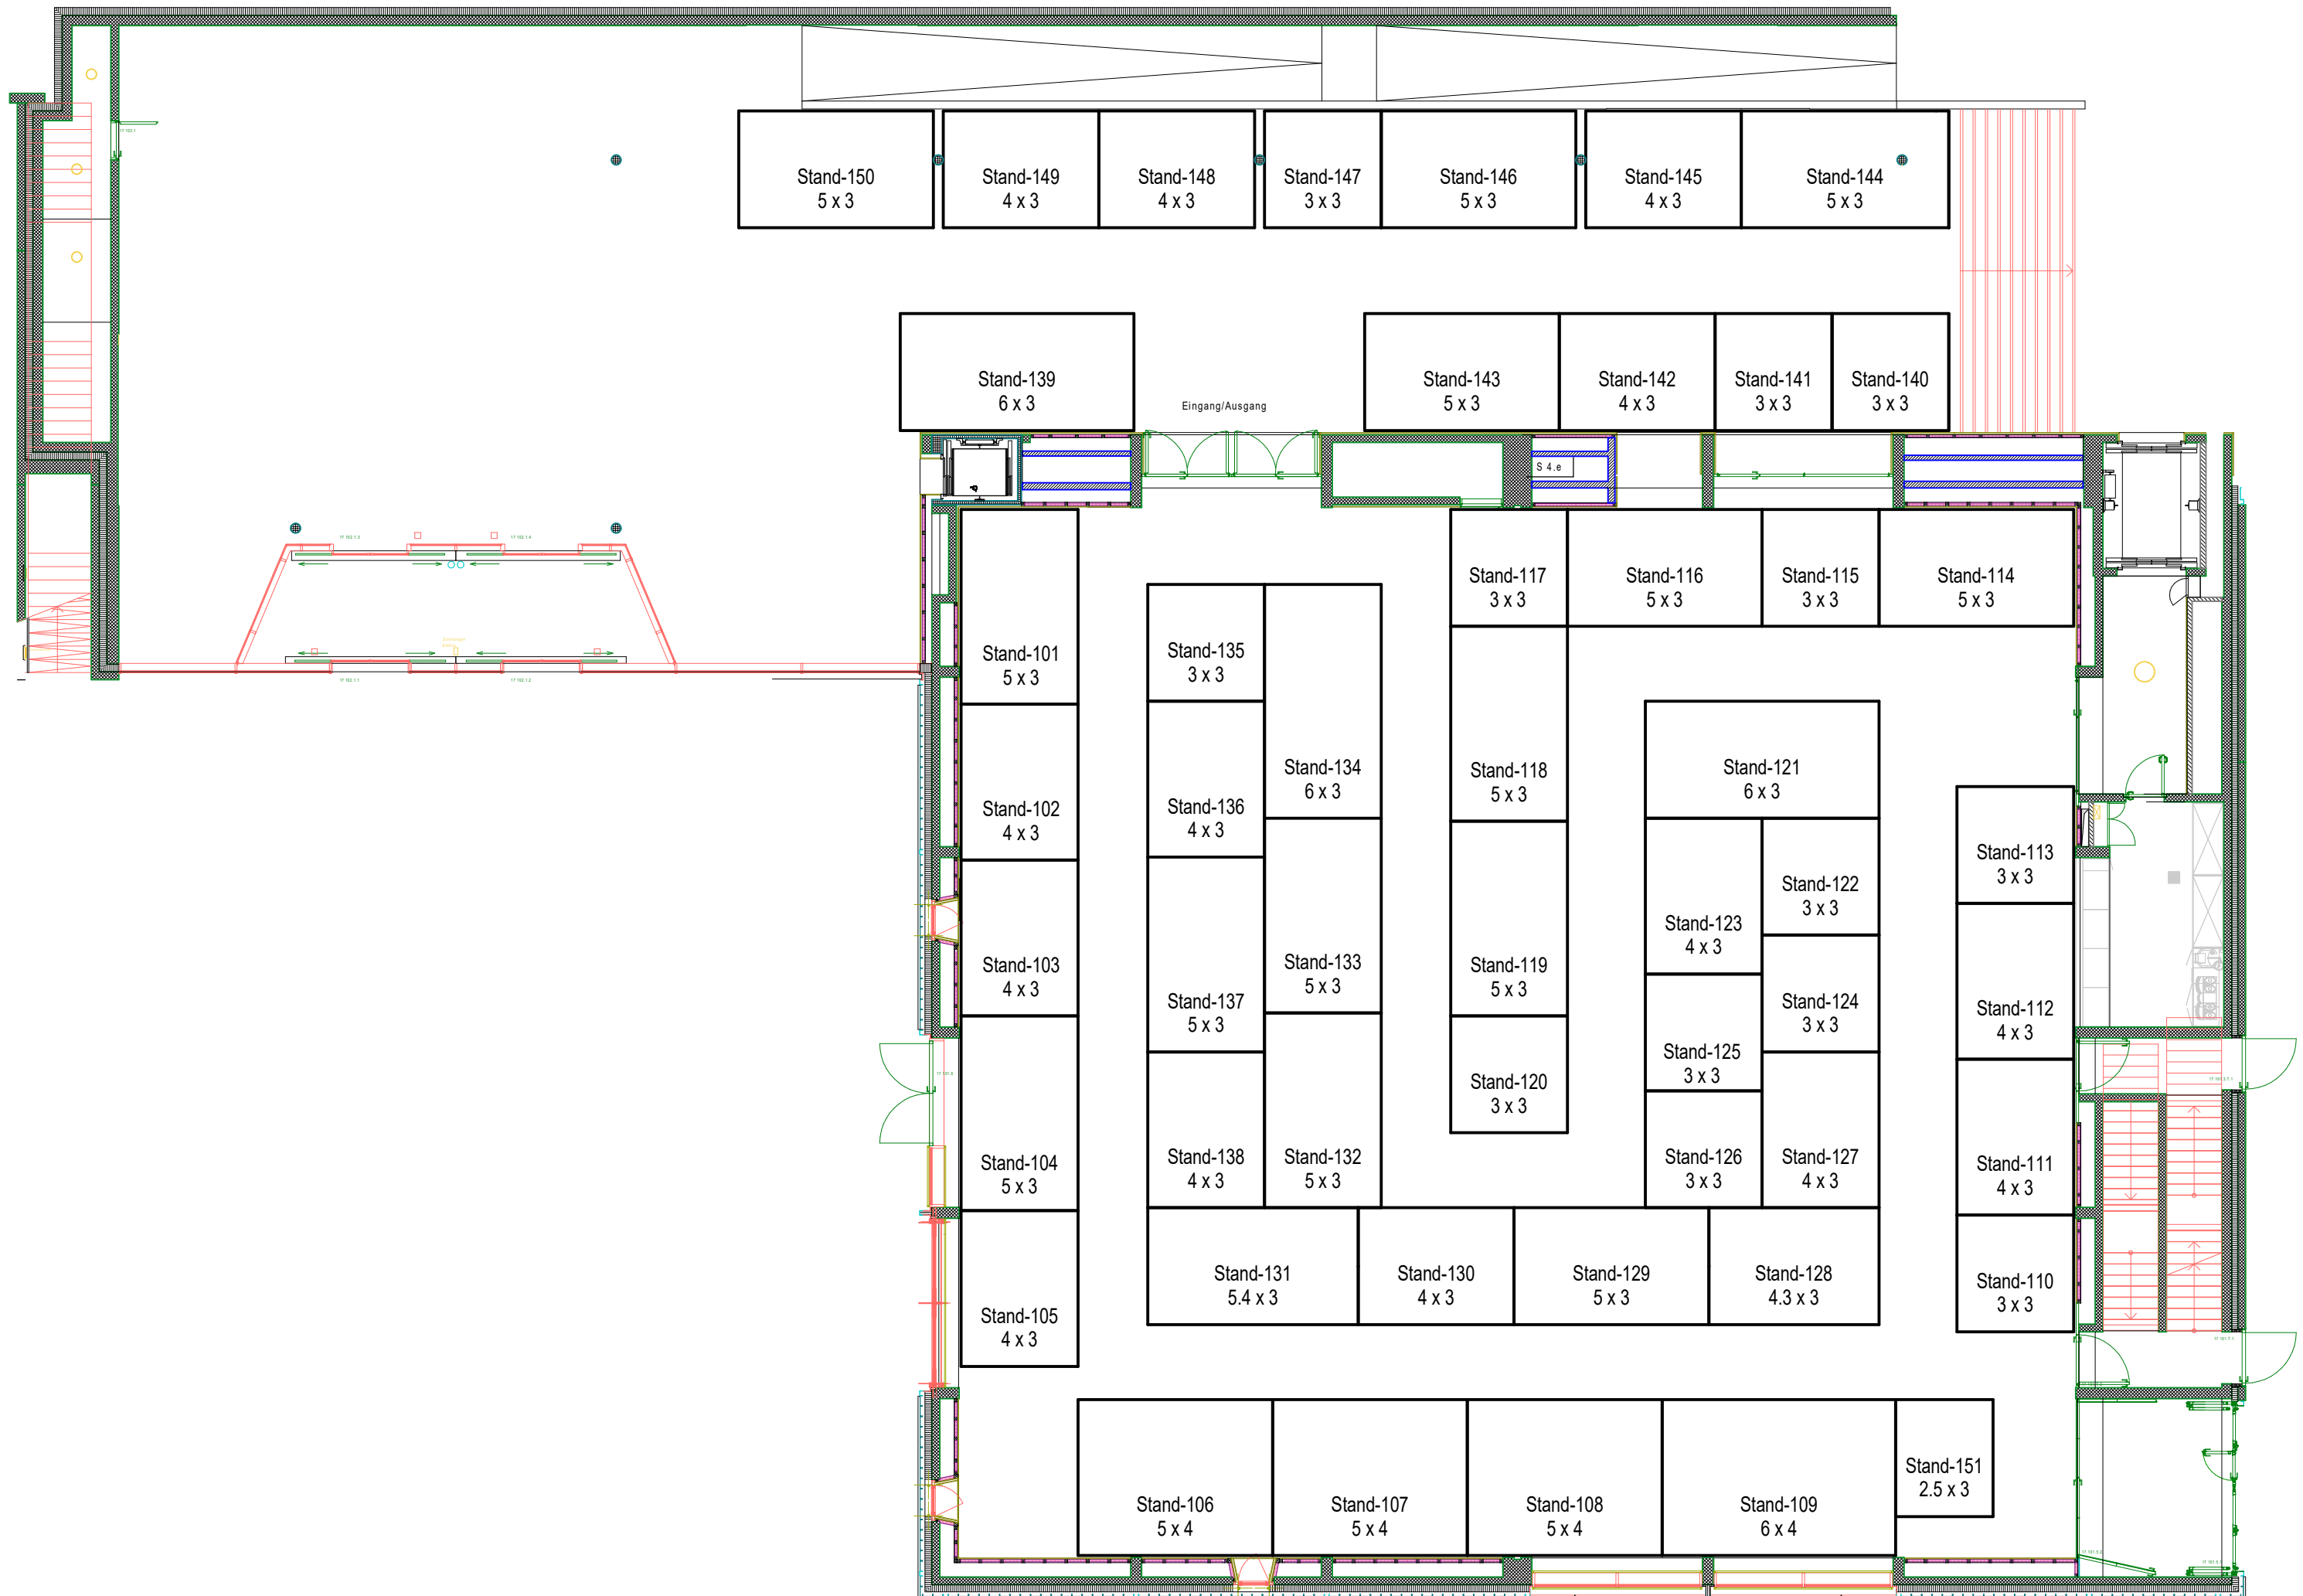 Stand-150
5 x 3
Stand-149
4 x 3
Stand-148
4 x 3
Stand-147
3 x 3
Stand-146
5 x 3
Stand-145
4 x 3
Stand-144
5 x 3
Stand-139
6 x 3
Eingang/Ausgang
Stand-143
5 x 3
Stand-142
4 x 3
Stand-141
3 x 3
Stand-140
3 x 3
S 4.e
Stand-117
3 x 3
Stand-116
5 x 3
Stand-115
3 x 3
Stand-114
5 x 3
Stand-101
5 x 3
Stand-135
3 x 3
Stand-134
6 x 3
Stand-118
5 x 3
Stand-121
6 x 3
Stand-102
4 x 3
Stand-136
4 x 3
Stand-113
3 x 3
Stand-122
3 x 3
Stand-123
4 x 3
Stand-103
4 x 3
Stand-133
5 x 3
Stand-119
5 x 3
Stand-137
5 x 3
Stand-124
3 x 3
Stand-112
4 x 3
Stand-125
3 x 3
Stand-120
3 x 3
Stand-104
5 x 3
Stand-138
4 x 3
Stand-132
5 x 3
Stand-126
3 x 3
Stand-127
4 x 3
Stand-111
4 x 3
Stand-131
5.4 x 3
Stand-130
4 x 3
Stand-129
5 x 3
Stand-128
4.3 x 3
Stand-110
3 x 3
Stand-105
4 x 3
Stand-151
2.5 x 3
Stand-106
5 x 4
Stand-107
5 x 4
Stand-108
5 x 4
Stand-109
6 x 4